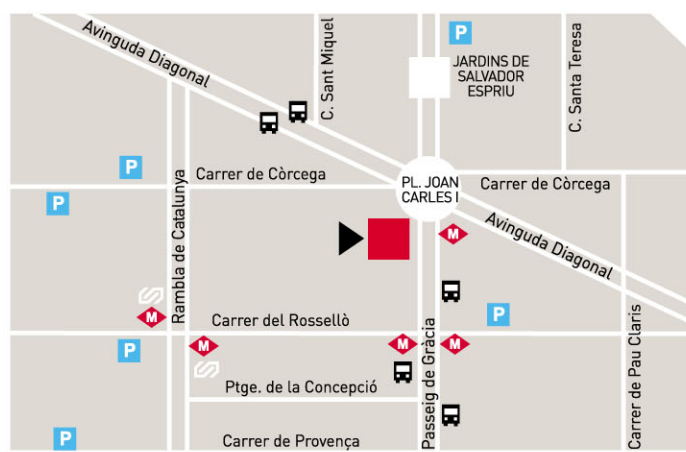 P
Avinguda Diagonal
C. Sant Miquel
JARDINS DE
SALVADOR
ESPRIU
C. Santa Teresa
P
Carrer de Còrcega
PL. JOAN
CARLES I
Carrer de Còrcega
P
Rambla de Catalunya
M
Avinguda Diagonal
M
Carrer del Rossellò
P
P
M
M
M
Ptge. de la Concepció
Passeig de Gràcia
Carrer de Pau Claris
P
Carrer de Provença